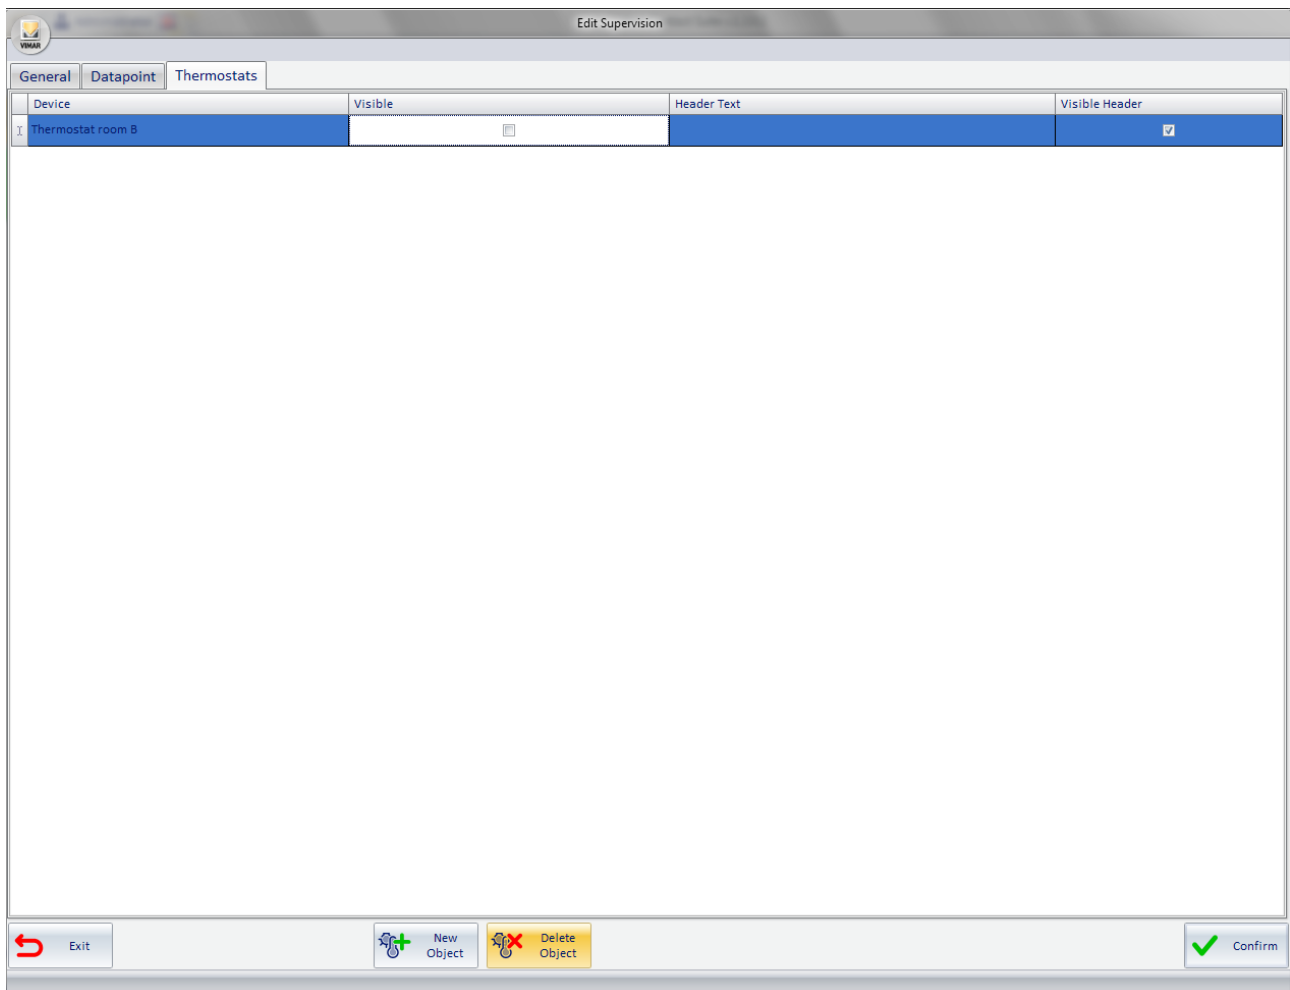 Edit Supervision
VIMAR
General Datapoint Thermostats
Device Visible Header Text Visible Header
Thermostat room B
Exit New Object Delete Object Confirm